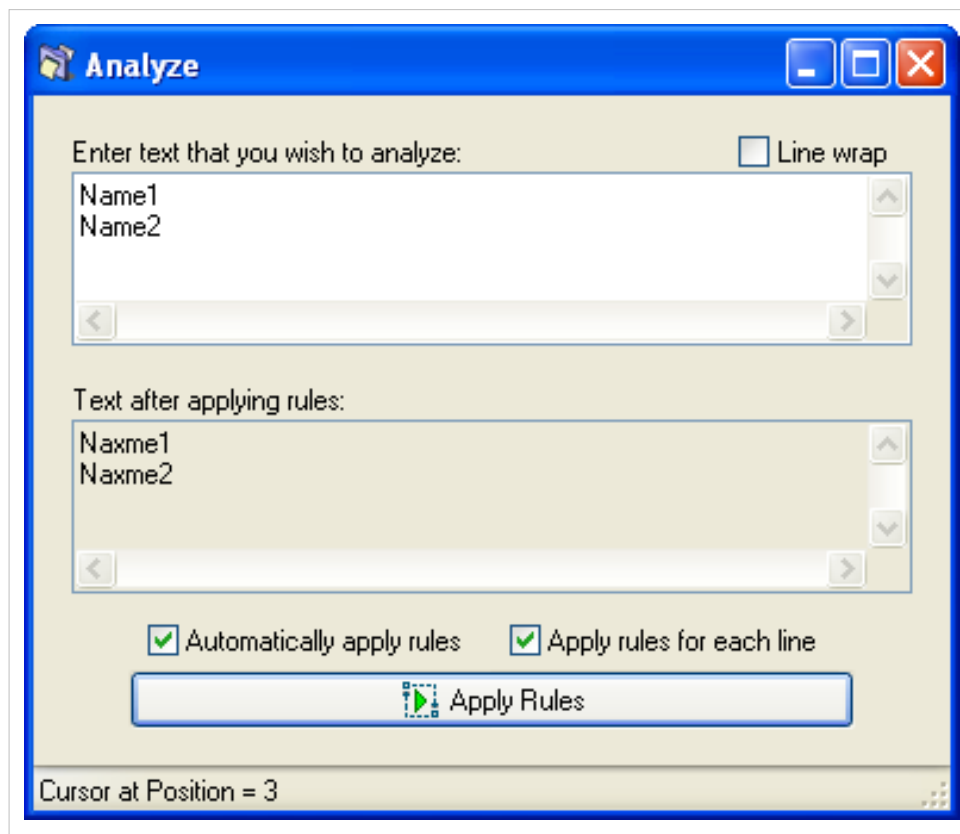 Analyze
Enter text that you wish to analyze: Line wrap
Name1
Name2
Text after applying rules:
Naxme1
Naxme2
Automatically apply rules Apply rules for each line
Apply Rules
Cursor at Position = 3